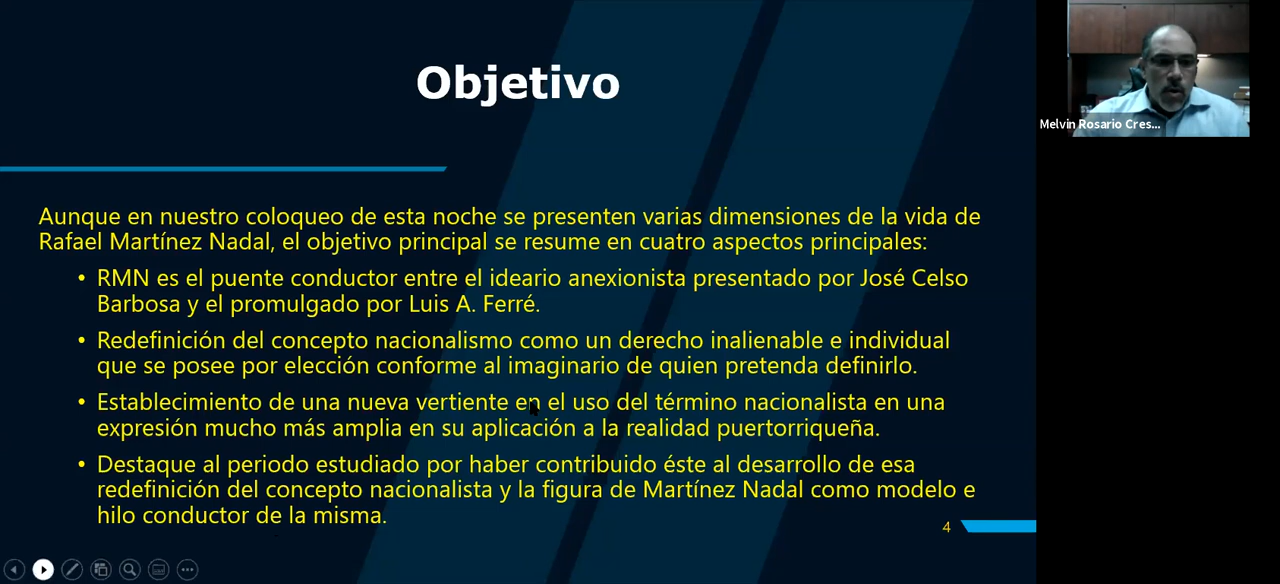 Objetivo
Melvin Rosario Cres...
Aunque en nuestro coloqueo de esta noche se presenten varias dimensiones de la vida de
Rafael Martínez Nadal, el objetivo principal se resume en cuatro aspectos principales:
• RMN es el puente conductor entre el ideario anexionista presentado por José Celso
Barbosa y el promulgado por Luis A. Ferré.
• Redefinición del concepto nacionalismo como un derecho inalienable e individual
que se posee por elección conforme al imaginario de quien pretenda definirlo.
• Establecimiento de una nueva vertiente en el uso del término nacionalista en una
expresión mucho más amplia en su aplicación a la realidad puertorriqueña.
• Destaque al periodo estudiado por haber contribuido éste al desarrollo de esa
redefinición del concepto nacionalista y la figura de Martínez Nadal como modelo e
hilo conductor de la misma.
4